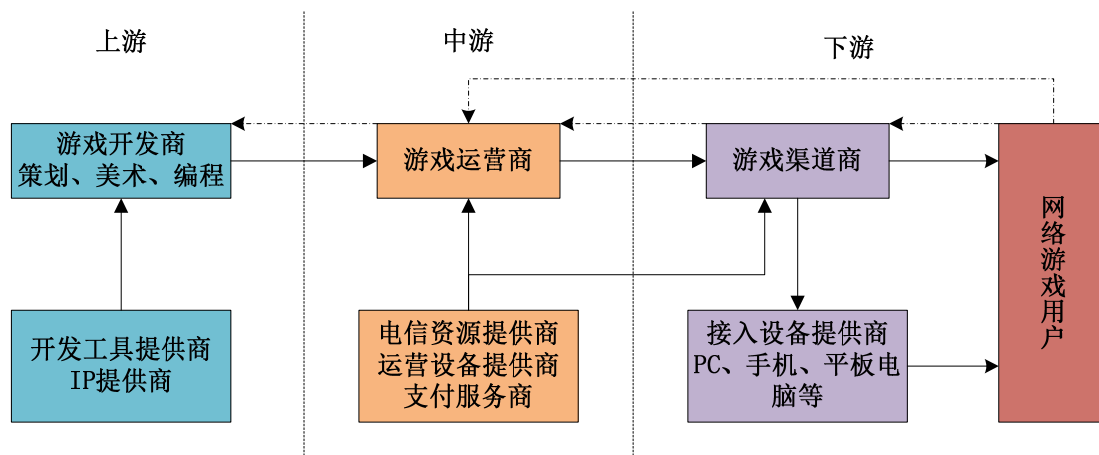 上游
中游
下游
游戏开发商
策划、美术、编程
游戏运营商
游戏渠道商
网络游戏用户
开发工具提供商
IP提供商
电信资源提供商
运营设备提供商
支付服务商
接入设备提供商
PC、手机、平板电
脑等